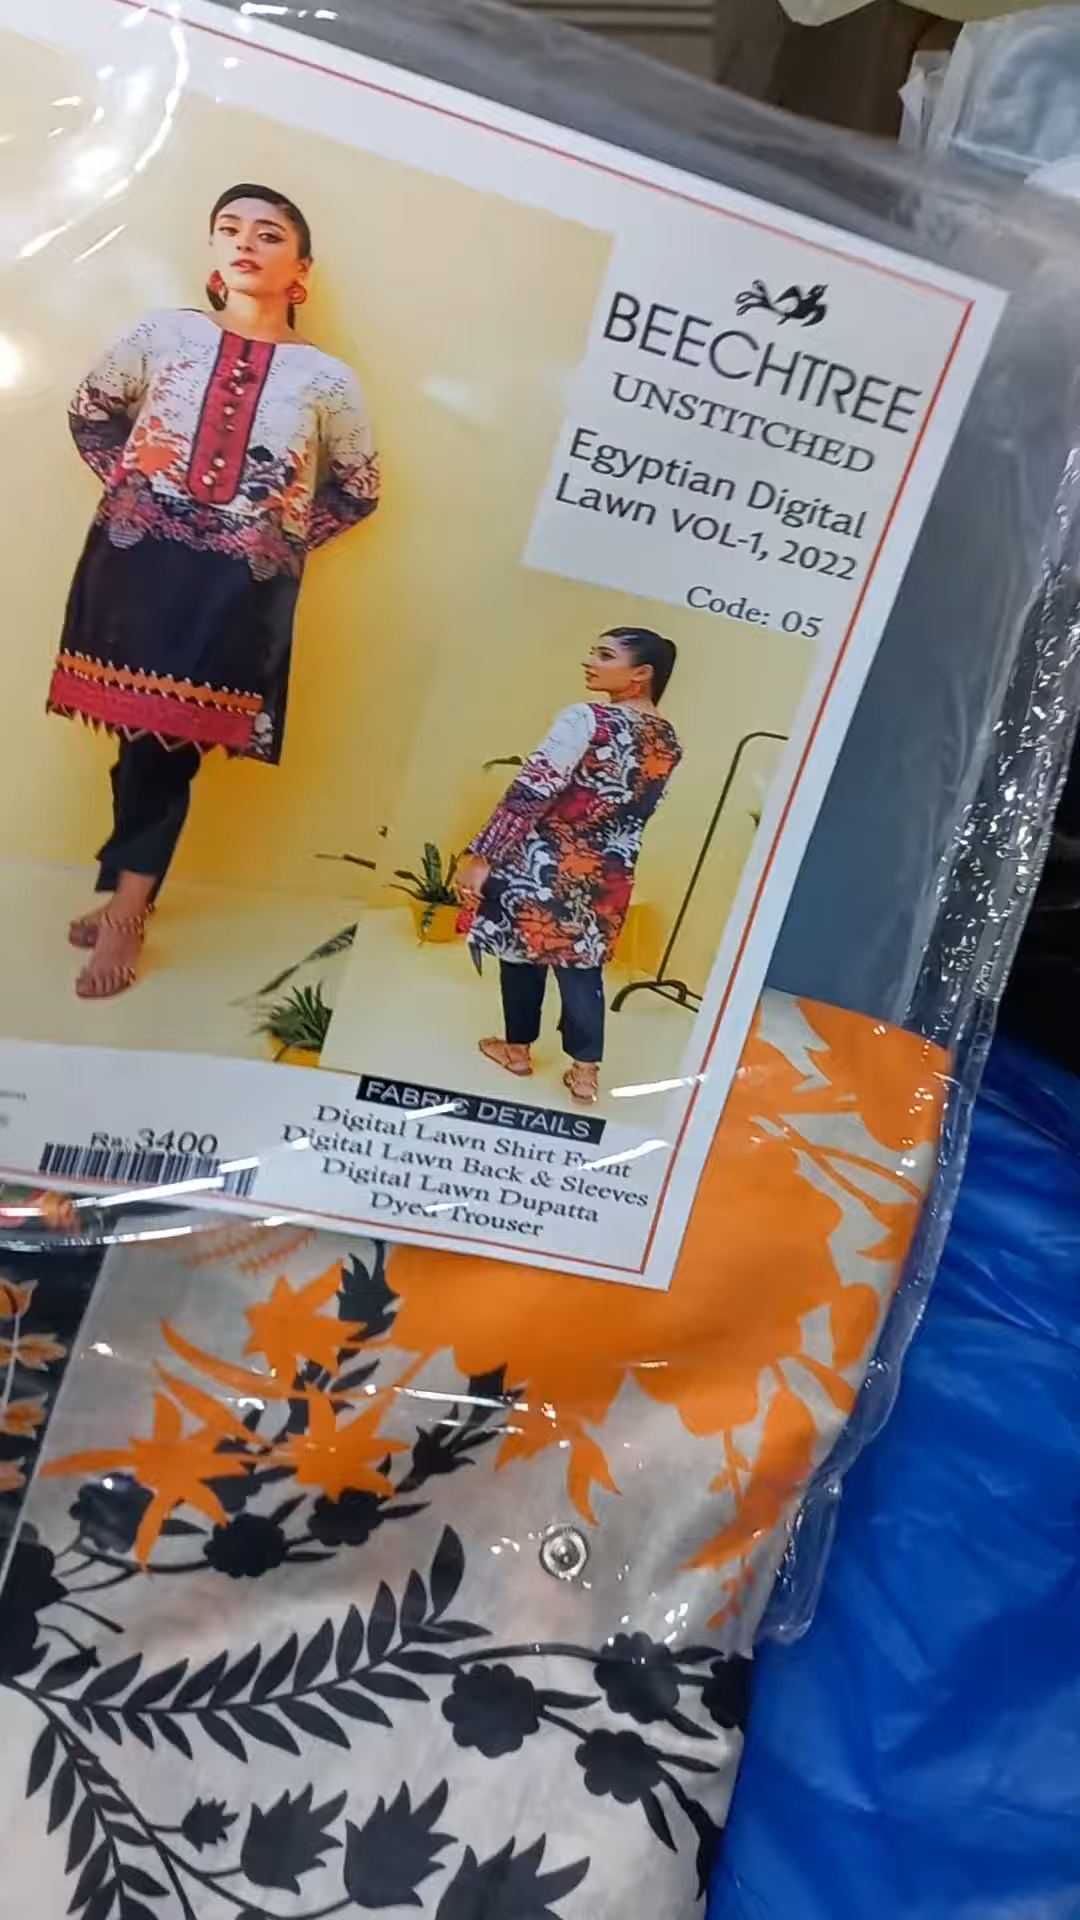 BEECHTREE
UNSTITCHED
Egyptian Digital
Lawn VOL-1, 2022
Code: 05
FABRIC DETAILS
Digital Lawn Shirt Front
Digital Lawn Back & Sleeves
Digital Lawn Dupatta
Dyed Trouser
Rs: 3400